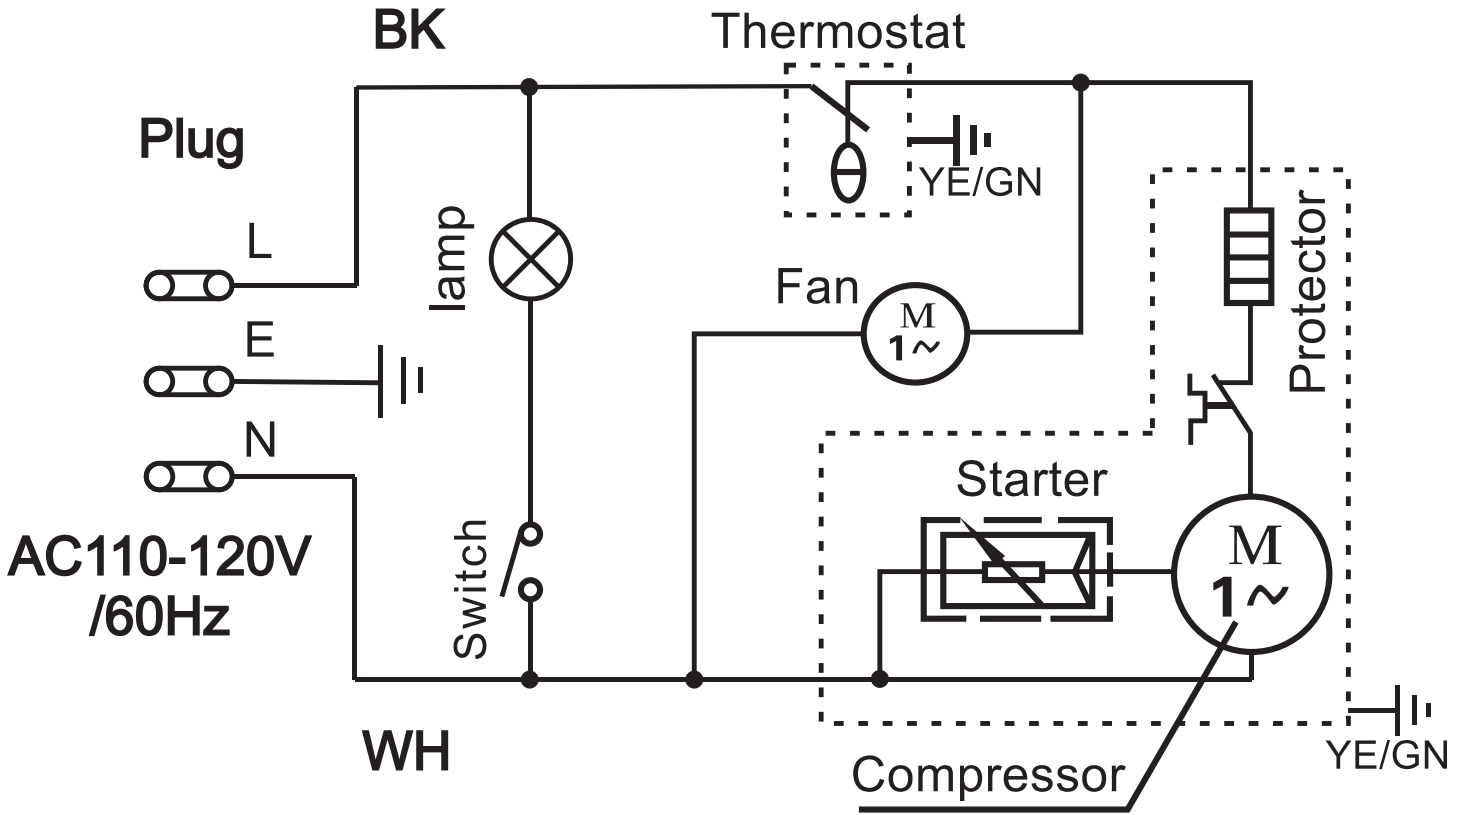 BK
Thermostat
Plug
YE/GN
L
lamp
Protector
Fan
M
1~
E
N
Starter
AC110-120V
/60Hz
Switch
M
1~
WH
YE/GN
Compressor